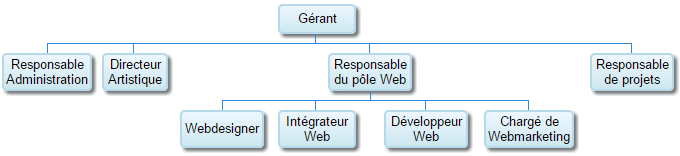 Gérant
Responsable
Administration
Directeur
Artistique
Responsable
du pôle Web
Responsable
de projets
Webdesigner
Intégrateur
Web
Développeur
Web
Chargé de
Webmarketing